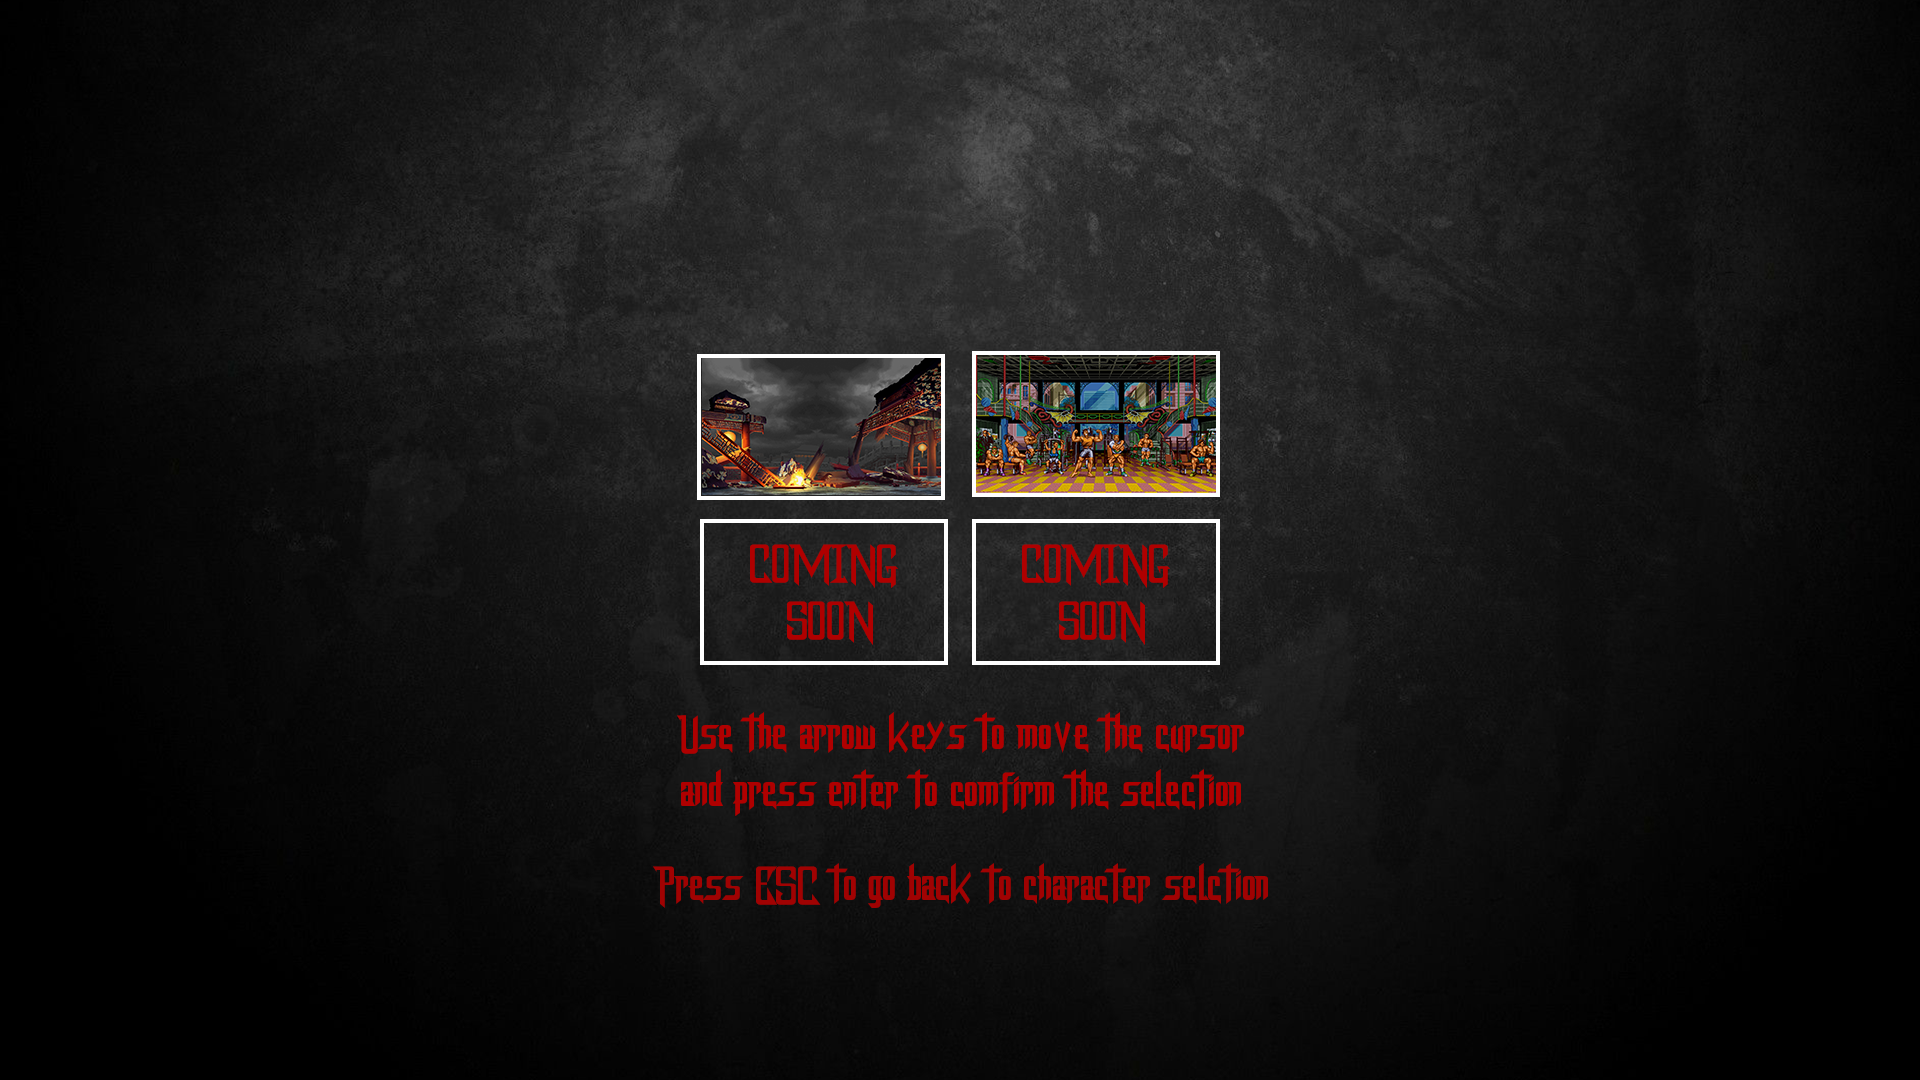 COMING
SOON
COMING
SOON
Use the arrow keys to move the cursor
and press enter to comfirm the selection
Press ESC to go back to character selction